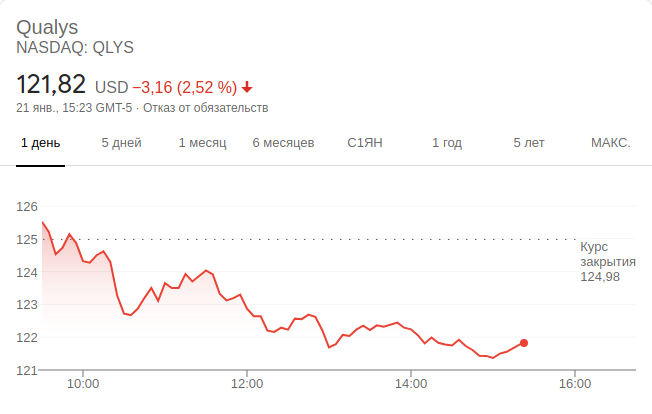 Qualys
NASDAQ: QLYS
121,82 USD −3,16 (2,52 %)
21 янв., 15:23 GMT-5 · Отказ от обязательств
1 день 5 дней 1 месяц 6 месяцев С1ЯН 1 год 5 лет МАКС.
126
125
124
123
122
121
Курс
закрытия
124,98
10:00 12:00 14:00 16:00